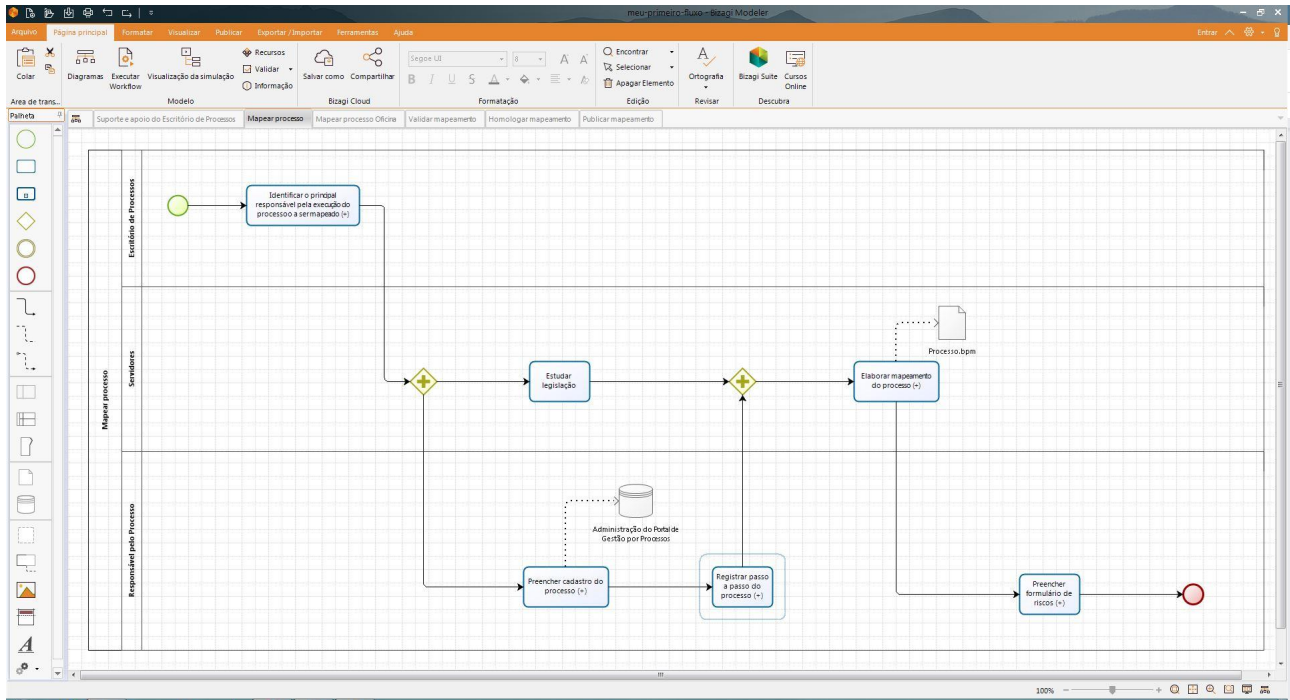 meu-primeiro-fluxo - Bizagi Modeler
Arquivo Página principal Formatar Visualizar Publicar Exportar / Importar Ferramentas Ajuda Entrar
Colar
Diagramas
Executar
Workflow
Visualização da simulação
Recursos
Validar
Informação
Salvar como
Compartilhar
Segoe UI 8
B I U S A
Encontrar
Selecionar
Apagar Elemento
Ortografia
Bizagi Suite
Cursos
Online
Área de trans...
Modelo
Bizagi Cloud
Formatação
Edição
Revisar
Descubra
Palheta
Suporte e apoio do Escritório de Processos
Mapear processo
Mapear processo Oficina
Validar mapeamento
Homologar mapeamento
Publicar mapeamento
Mapear processo
Escritório de Processos
Identificar o principal
responsável pela execução do
processoo a ser mapeado (+)
Servidores
Estudar
legislação
Elaborar mapeamento
do processo (+)
Processo.bpm
Responsável pelo Processo
Administração do Portal de
Gestão por Processos
Preencher cadastro do
processo (+)
Registrar passo
a passo do
processo (+)
Preencher
formulário de
riscos (+)
100%